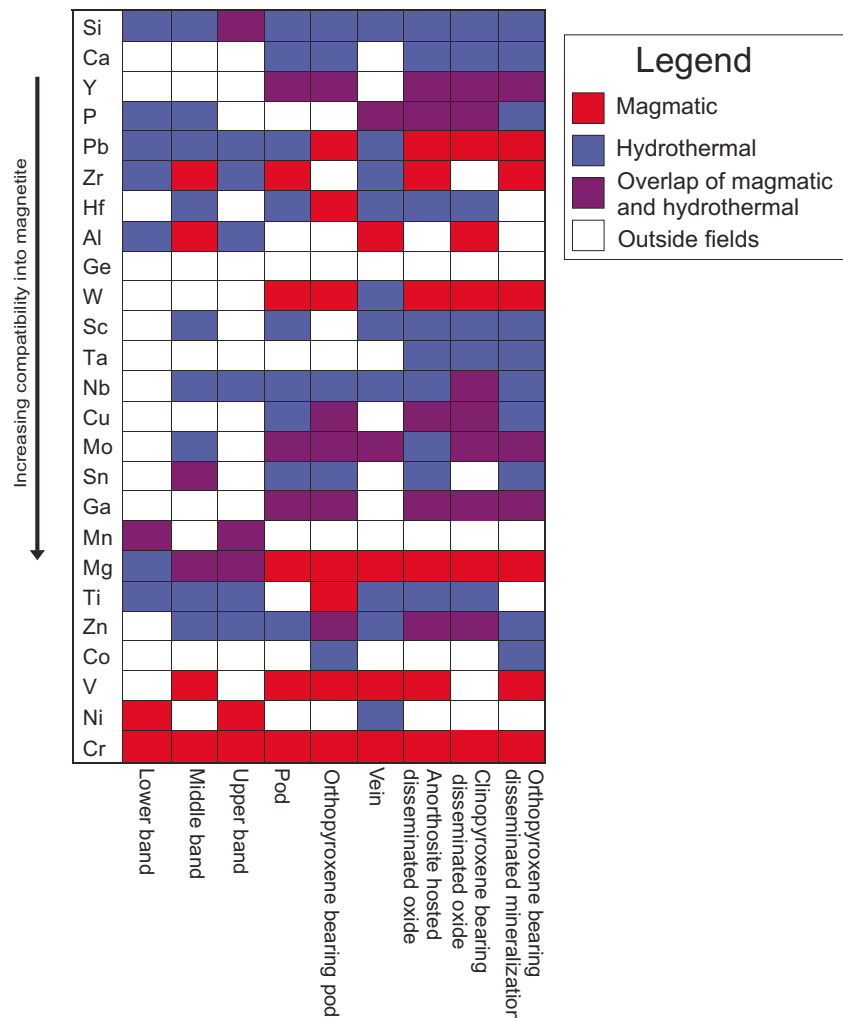 Si
Ca
Y
P
Pb
Zr
Hf
Al
Ge
W
Sc
Ta
Nb
Cu
Mo
Sn
Ga
Mn
Mg
Ti
Zn
Co
V
Ni
Cr
Increasing compatibility into magnetite
Lower band
Middle band
Upper band
Pod
Orthopyroxene bearing pod
Vein
Anorthosite hosted
disseminated oxide
Clinopyroxene bearing
disseminated oxide
Orthopyroxene bearing
disseminated mineralization
Legend
Magmatic
Hydrothermal
Overlap of magmatic
and hydrothermal
Outside fields